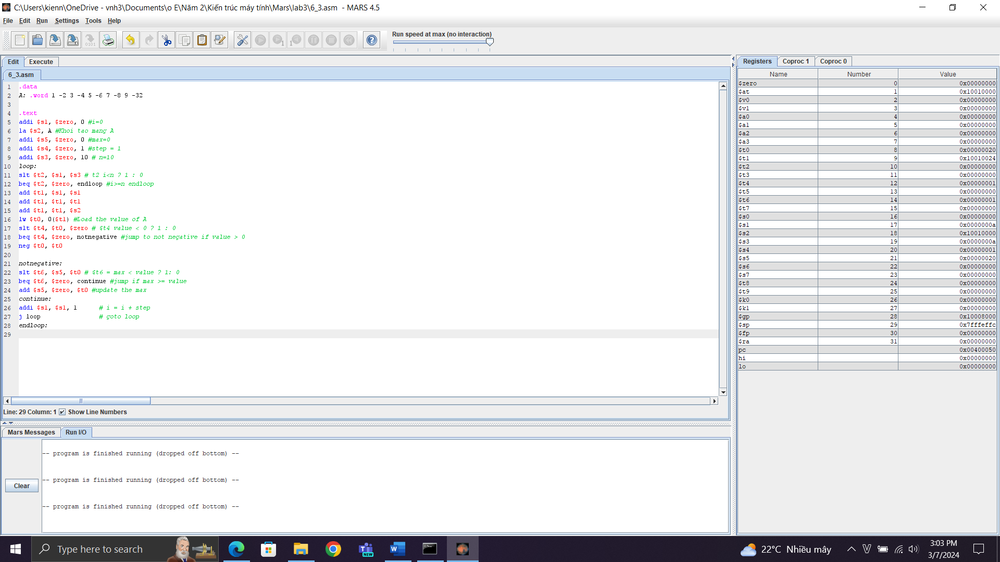 C:\Users\kienn\OneDrive - vnh3\Documents\o E\Năm 2\Kiến trúc máy tính\Mars\lab3\6_3.asm - MARS 4.5
File Edit Run Settings Tools Help
Run speed at max (no interaction)
Edit Execute
6_3.asm
1 .data
2 A: .word 1 -2 3 -4 5 -6 7 -8 9 -32
3
4 .text
5 addi $s1, $zero, 0 #i=0
6 la $s2, A #Khoi tao mang A
7 addi $s5, $zero, 0 #max=0
8 addi $s4, $zero, 1 #step = 1
9 addi $s3, $zero, 10 # n=10
10 loop:
11 slt $t2, $s1, $s3 # t2 i<n ? 1 : 0
12 beq $t2, $zero, endloop #i>=n endloop
13 add $t1, $s1, $s1
14 add $t1, $t1, $t1
15 add $t1, $t1, $s2
16 lw $t0, 0($t1) #Load the value of A
17 slt $t4, $t0, $zero # $t4 value < 0 ? 1 : 0
18 beq $t4, $zero, notnegative #jump to not negative if value > 0
19 neg $t0, $t0
20
21 notnegative:
22 slt $t6, $s5, $t0 # $t6 = max < value ? 1: 0
23 beq $t6, $zero, continue #jump if max >= value
24 add $s5, $zero, $t0 #update the max
25 continue:
26 addi $s1, $s1, 1 # i = i + step
27 j loop # goto loop
28 endloop:
29
Line: 29 Column: 1 Show Line Numbers
Mars Messages Run I/O
-- program is finished running (dropped off bottom) --
-- program is finished running (dropped off bottom) --
-- program is finished running (dropped off bottom) --
Clear
Registers Coproc 1 Coproc 0
Name Number Value
$zero 0 0x00000000
$at 1 0x10010000
$v0 2 0x00000000
$v1 3 0x00000000
$a0 4 0x00000000
$a1 5 0x00000000
$a2 6 0x00000000
$a3 7 0x00000000
$t0 8 0x00000020
$t1 9 0x10010024
$t2 10 0x00000000
$t3 11 0x00000000
$t4 12 0x00000001
$t5 13 0x00000000
$t6 14 0x00000001
$t7 15 0x00000000
$s0 16 0x00000000
$s1 17 0x0000000a
$s2 18 0x10010000
$s3 19 0x0000000a
$s4 20 0x00000001
$s5 21 0x00000020
$s6 22 0x00000000
$s7 23 0x00000000
$t8 24 0x00000000
$t9 25 0x00000000
$k0 26 0x00000000
$k1 27 0x00000000
$gp 28 0x10008000
$sp 29 0x7fffeffc
$fp 30 0x00000000
$ra 31 0x00000000
pc 0x00400050
hi 0x00000000
lo 0x00000000
Type here to search
NEW
22°C Nhiều mây
3:03 PM
3/7/2024